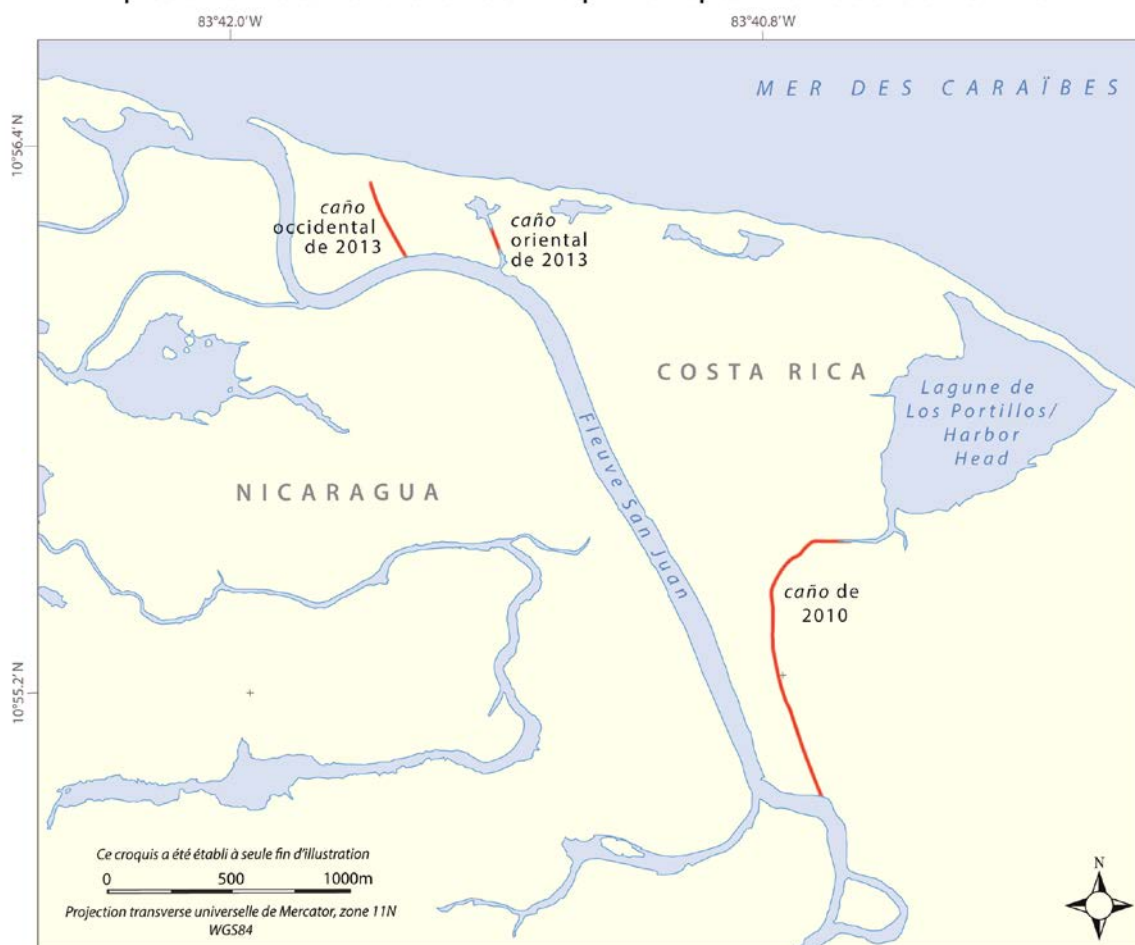 83°42.0'W
83°40.8'W
MER DES CARAÏBES
10°56.4'N
caño
occidental
de 2013
caño
oriental
de 2013
COSTA RICA
Lagune de
Los Portillos/
Harbor
Head
Fleuve San Juan
NICARAGUA
caño de
2010
10°55.2'N
Ce croquis a été établi à seule fin d'illustration
0 500 1000m
Projection transverse universelle de Mercator, zone 11N
WGS84
N